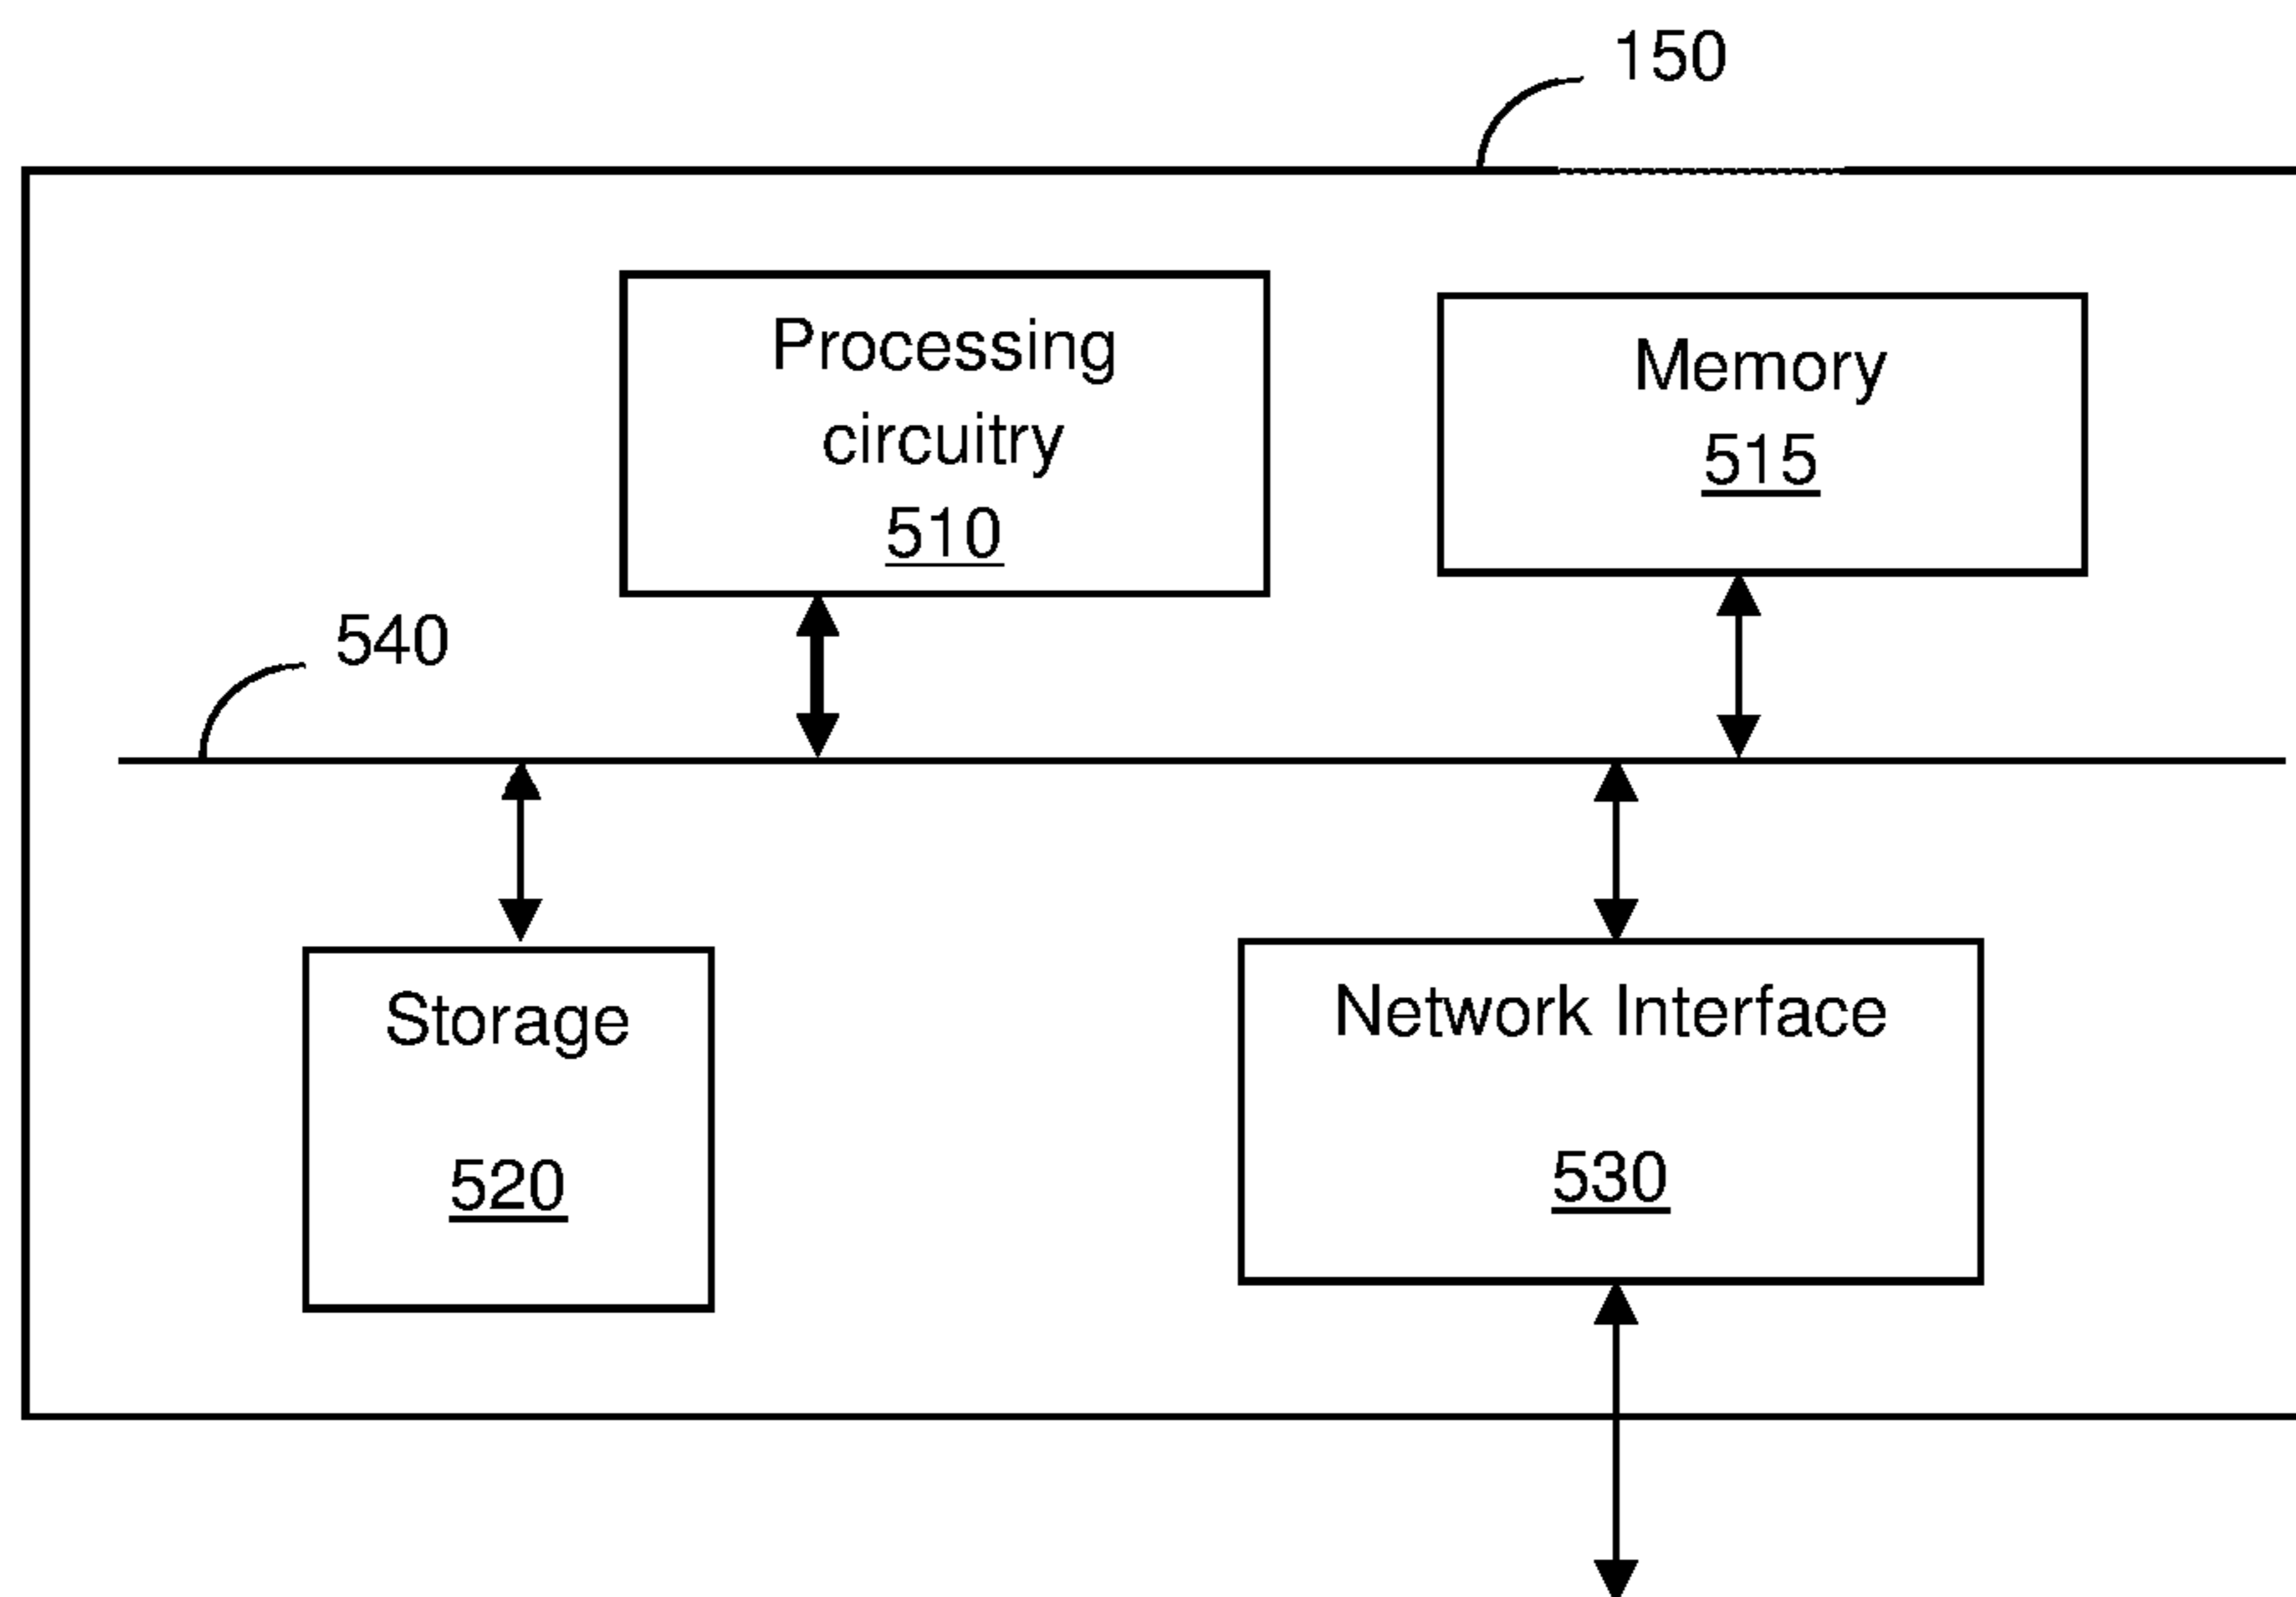 150
Processing
circuitry
510
Memory
515
540
Storage
520
Network Interface
530